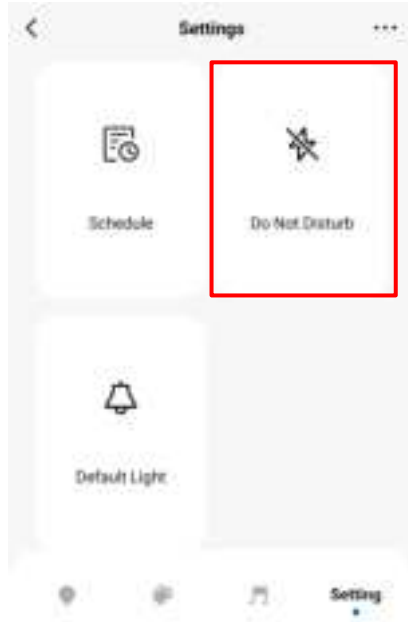 Settings
Schedule
Do Not Disturb
Default Light
Setting